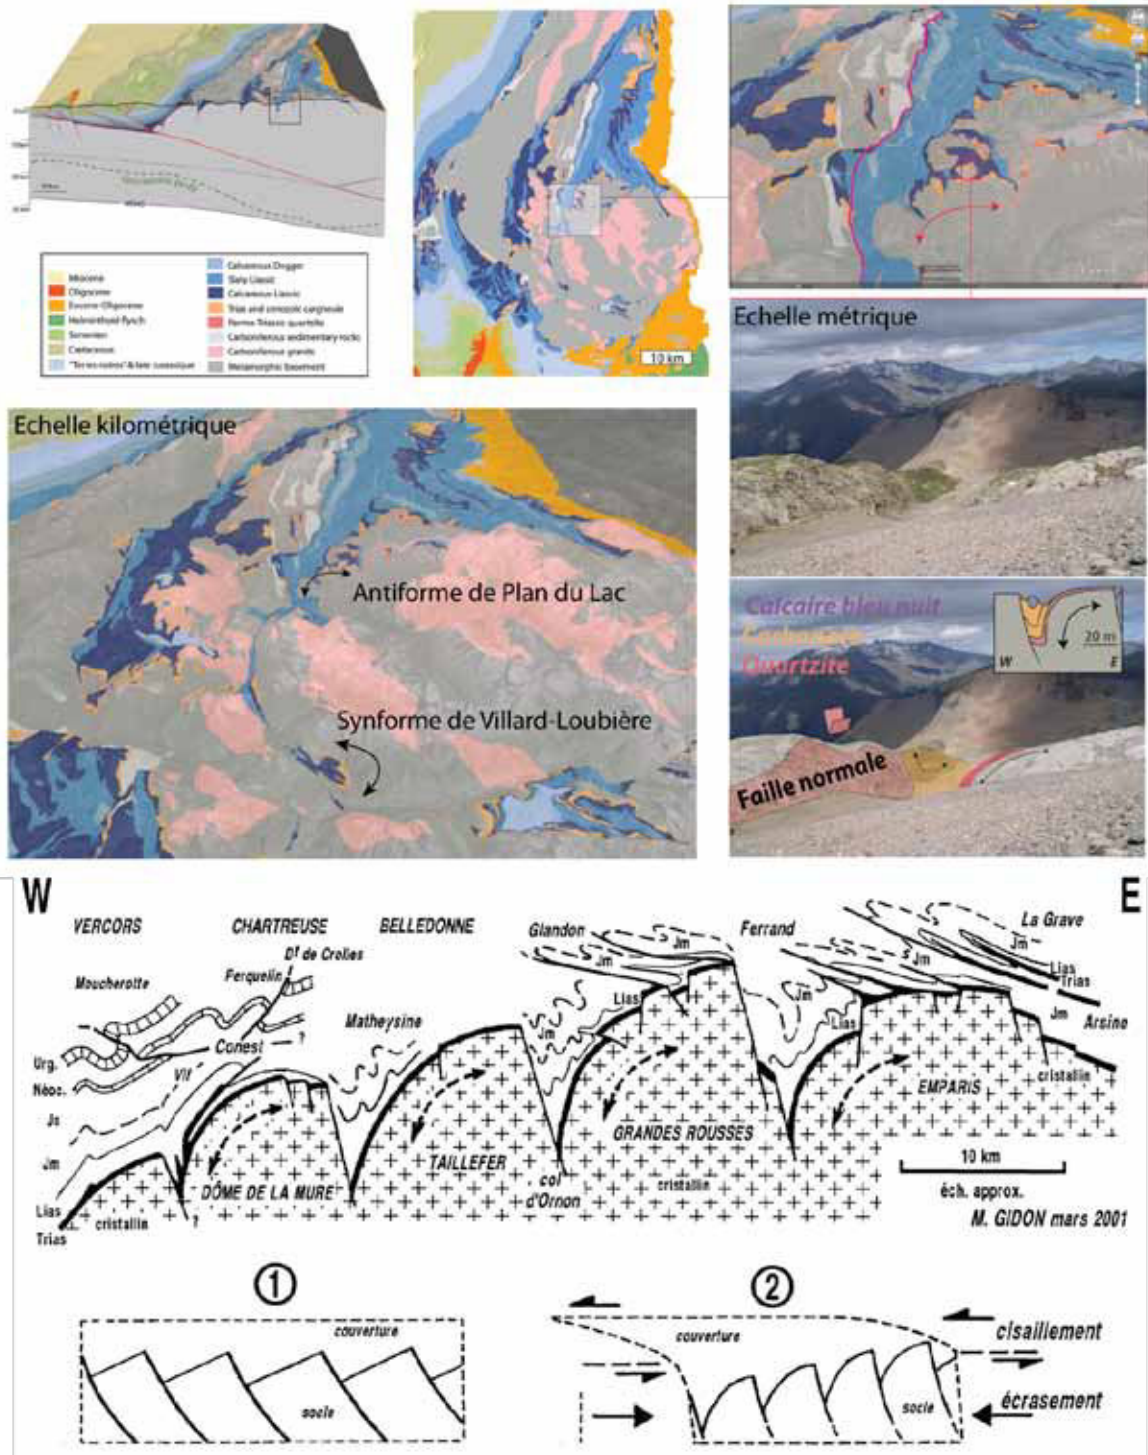 Miocene
Oligocene
Eocene-Oligocene
Helminthoid-flysch
Senonian
Cretaceous
Calcareous Dogger
Slaty Liassic
Calcareous Liassic
Trias and cenozoic cargneule
Permo-Triassic quartzite
Carboniferous sedimentary rocks
Carboniferous granite
Metamorphic basement
10 km
Echelle métrique
Echelle kilométrique
Antiforme de Plan du Lac
Synforme de Villard-Loubière
Calcaire bleu nuit
Quartzite
20 m
W
E
Faille normale
W
E
VERCORS
CHARTREUSE
BELLEDONNE
Glandon
Ferrand
La Grave
Dt de Crolles
Ferquelin
Moucherotte
Jm
Jm
Jm
Lias
Trias
Matheysine
Lias
Jm
Jm
Arsine
Conest
?
Jm
Lias
Urg.
Néoc.
Vif
Js
cristallin
EMPARIS
GRANDES ROUSSES
TAILLEFER
10 km
Jm
DÔME DE LA MURE
col
d'Ornon
cristallin
éch. approx.
Lias
cristallin
?
M. GIDON mars 2001
Trias
1
2
couverture
couverture
cisaillement
socle
socle
écrasement